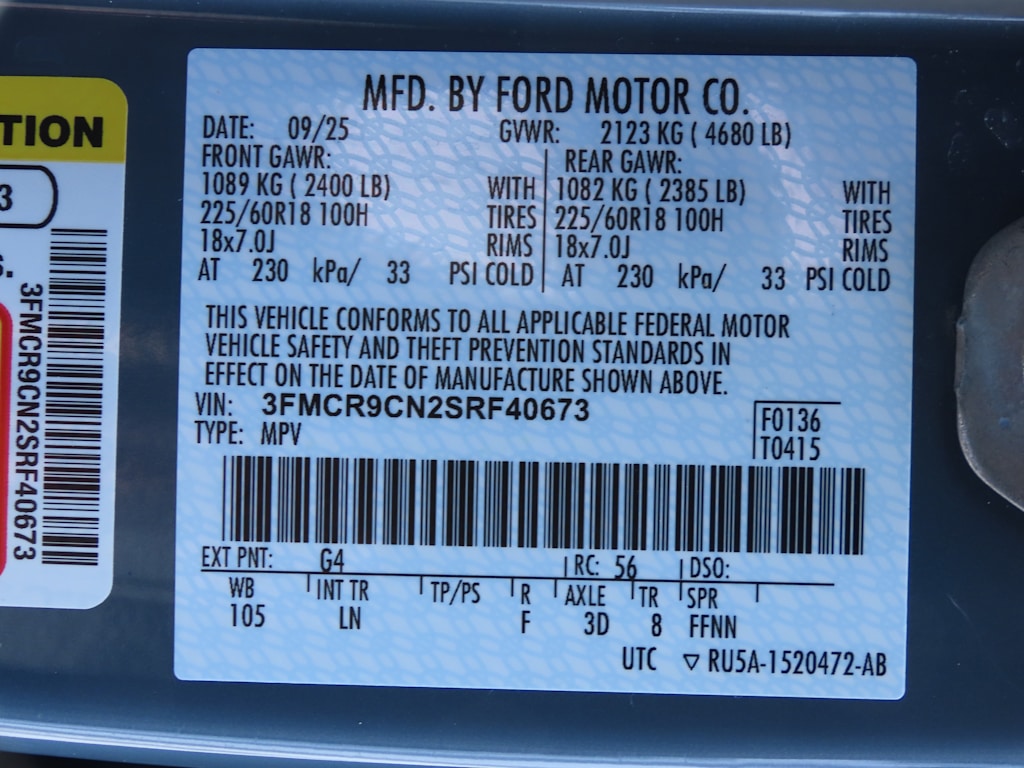 MFD. BY FORD MOTOR CO.
DATE: 09/25 GVWR: 2123 KG ( 4680 LB)
FRONT GAWR: REAR GAWR:
1089 KG ( 2400 LB) WITH 1082 KG ( 2385 LB) WITH
225/60R18 100H TIRES 225/60R18 100H TIRES
18x7.0J RIMS 18x7.0J RIMS
AT 230 kPa/ 33 PSI COLD AT 230 kPa/ 33 PSI COLD
THIS VEHICLE CONFORMS TO ALL APPLICABLE FEDERAL MOTOR
VEHICLE SAFETY AND THEFT PREVENTION STANDARDS IN
EFFECT ON THE DATE OF MANUFACTURE SHOWN ABOVE.
VIN: 3FMCR9CN2SRF40673
F0136
TYPE: MPV
T0415
EXT PNT: G4 RC: 56 DSO:
WB INT TR TP/PS R AXLE TR SPR
105 LN F 3D 8 FFNN
UTC ▽ RU5A-1520472-AB
TION
3
S.
3FMCR9CN2SRF40673